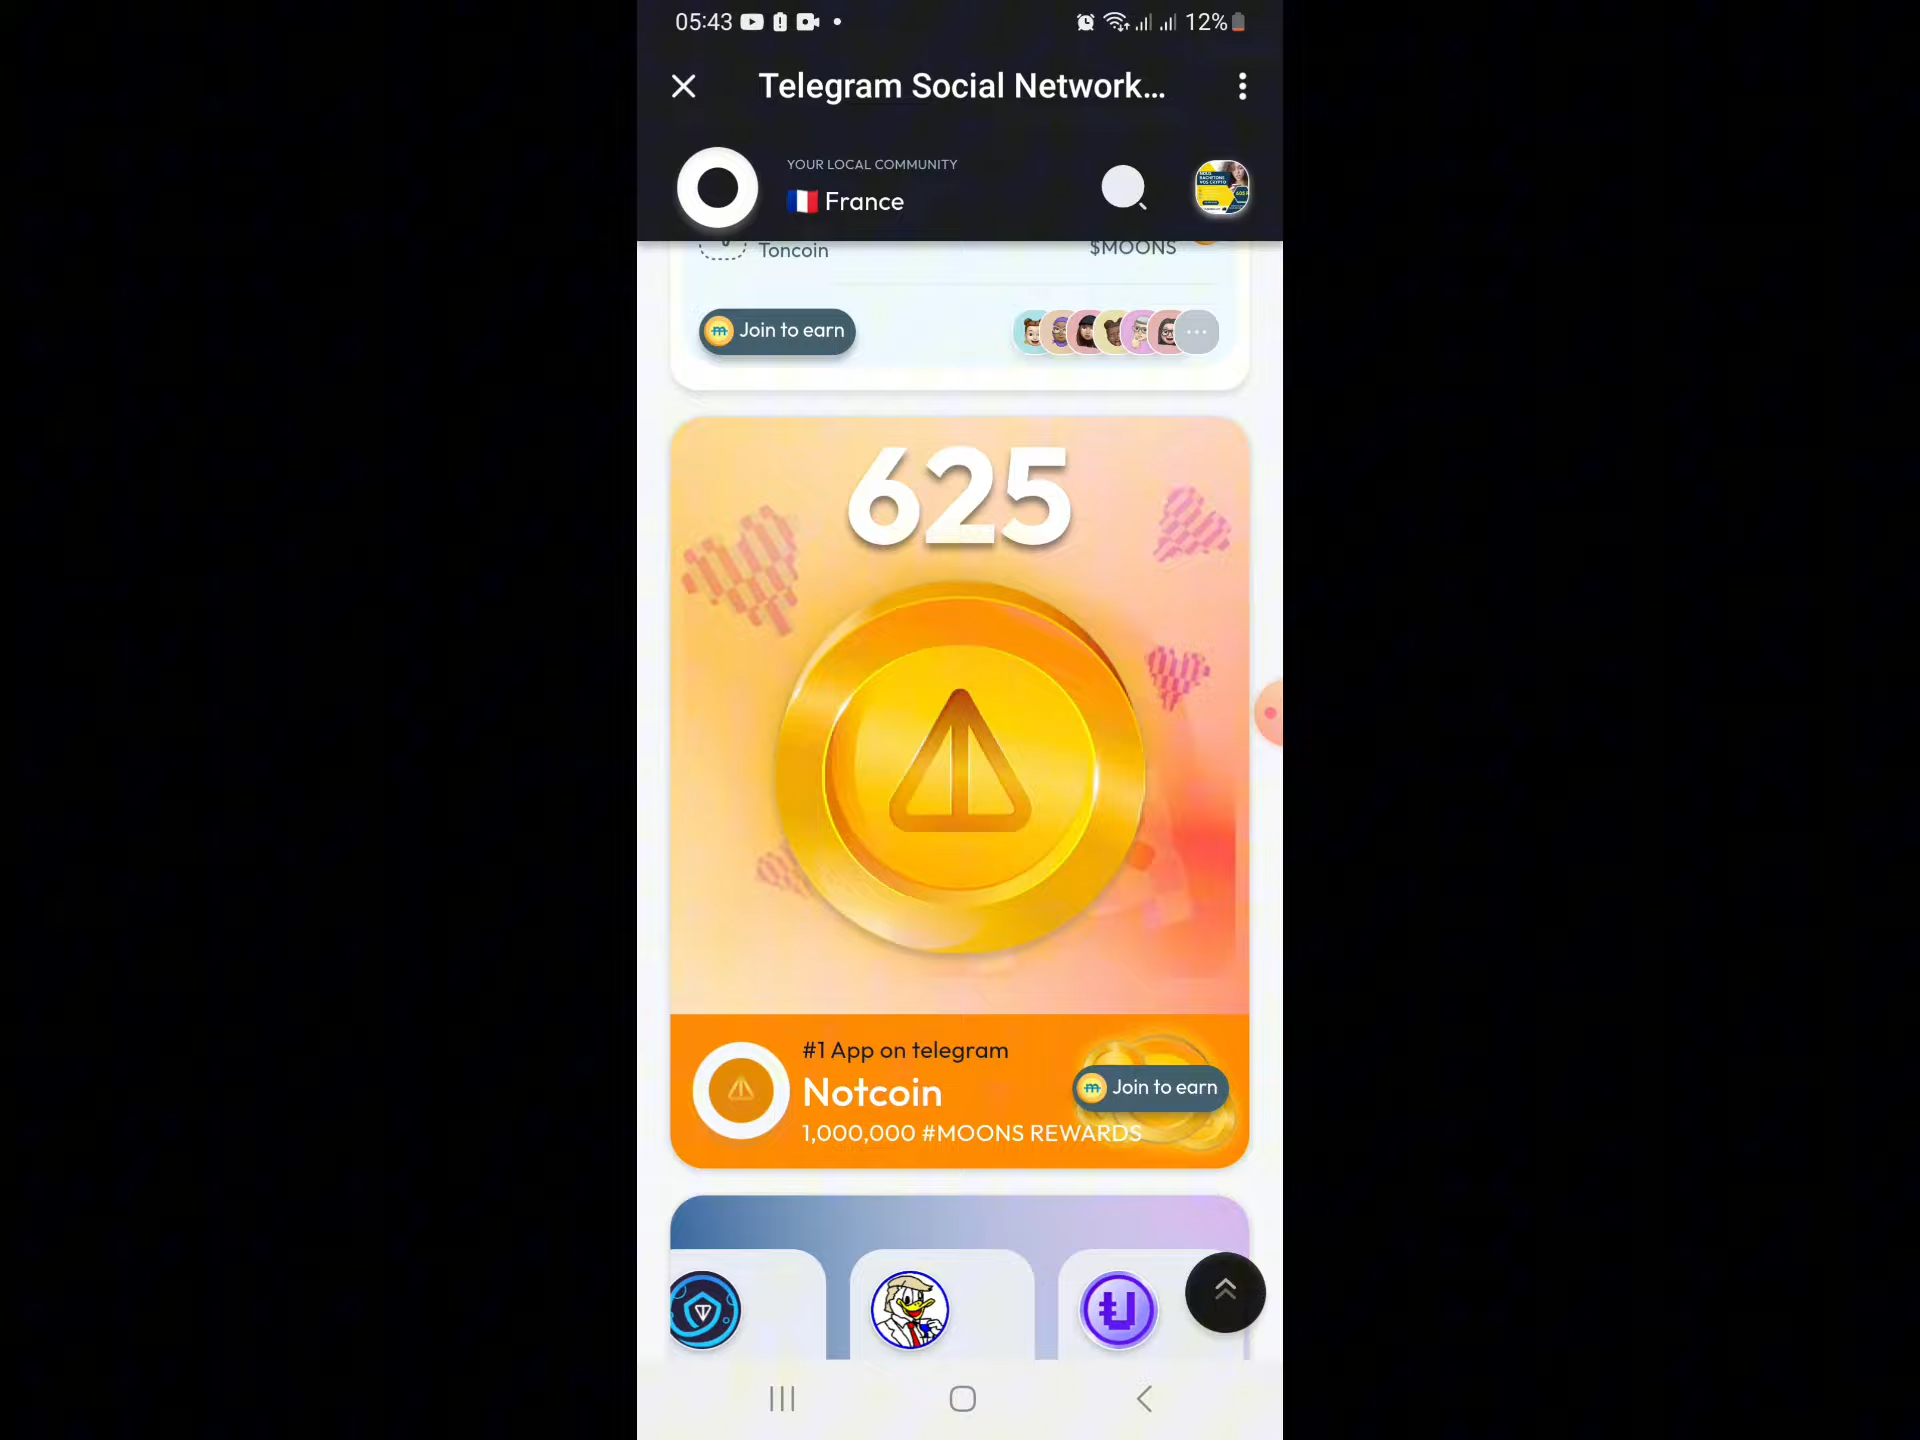 05:43
12%
Telegram Social Network...
YOUR LOCAL COMMUNITY
France
Toncoin
$MOONS
Join to earn
625
#1 App on telegram
Notcoin
Join to earn
1,000,000 #MOONS REWARDS